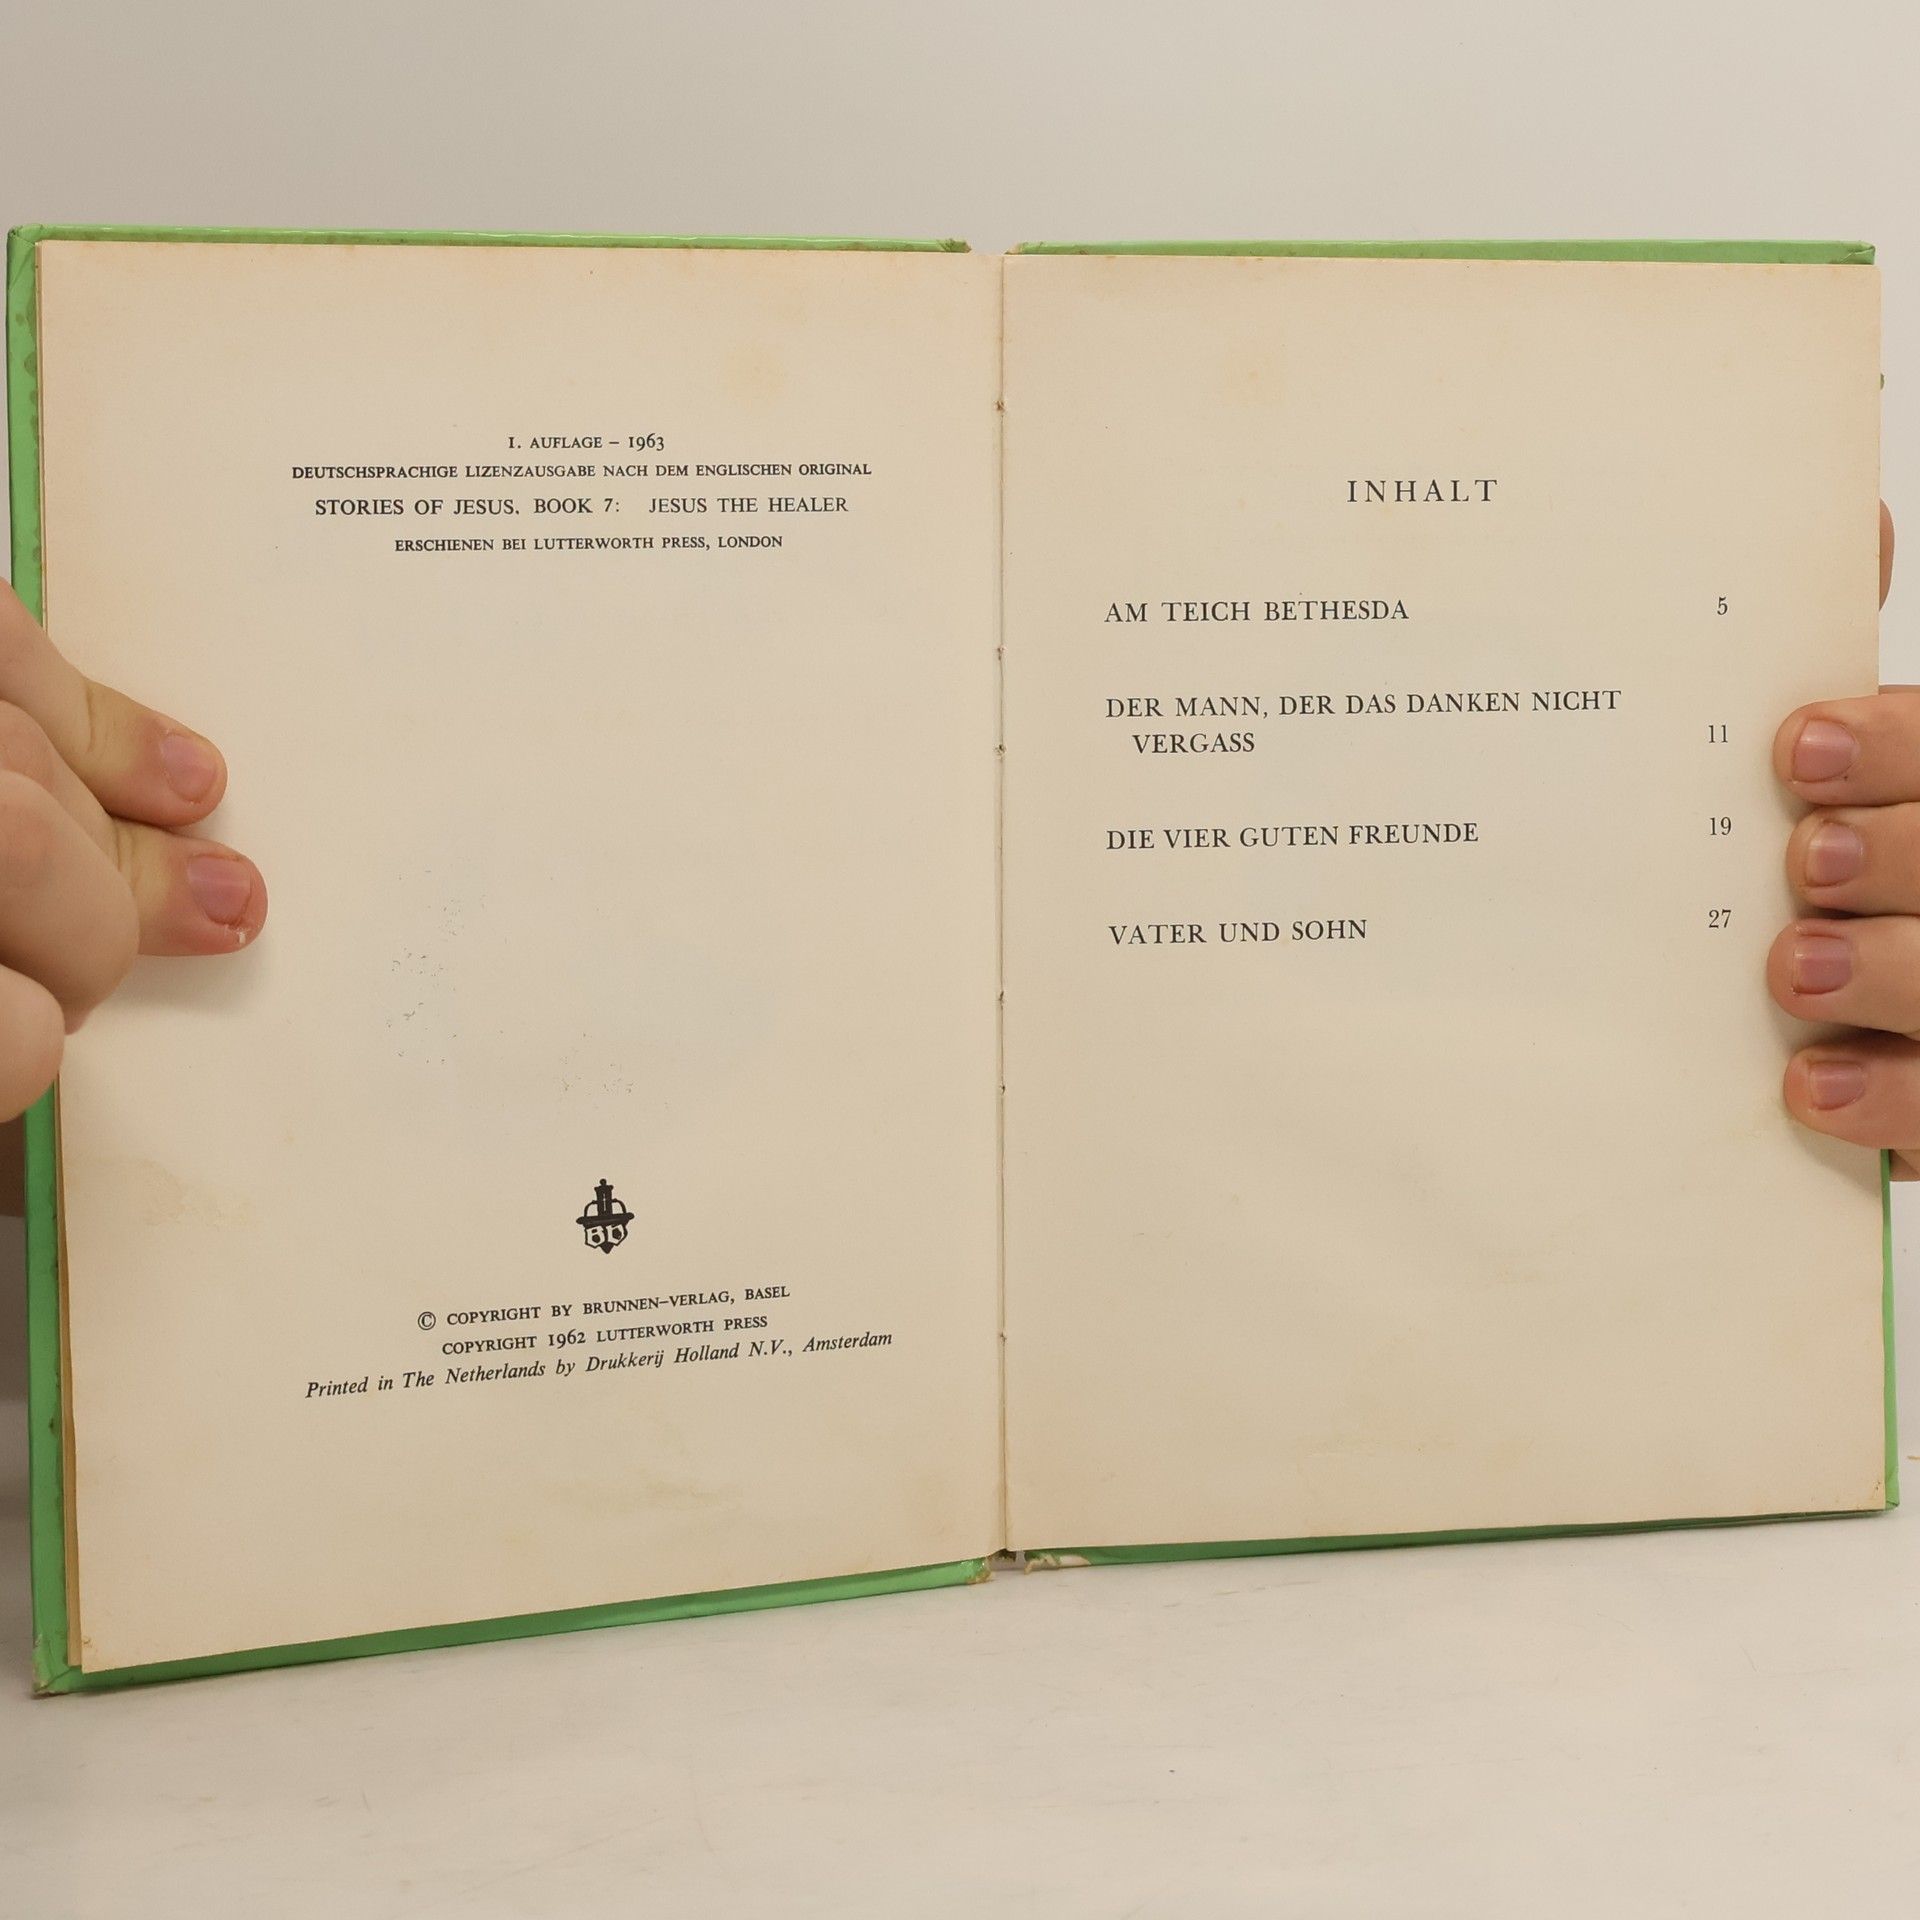 1. AUFLAGE – 1963
DEUTSCHSPRACHIGE LIZENZAUSGABE NACH DEM ENGLISCHEN ORIGINAL
STORIES OF JESUS. BOOK 7: JESUS THE HEALER
ERSCHIENEN BEI LUTTERWORTH PRESS, LONDON
BV
© COPYRIGHT BY BRUNNEN–VERLAG, BASEL
COPYRIGHT 1962 LUTTERWORTH PRESS
Printed in The Netherlands by Drukkerij Holland N.V., Amsterdam
INHALT
AM TEICH BETHESDA 5
DER MANN, DER DAS DANKEN NICHT
VERGASS 11
DIE VIER GUTEN FREUNDE 19
VATER UND SOHN 27